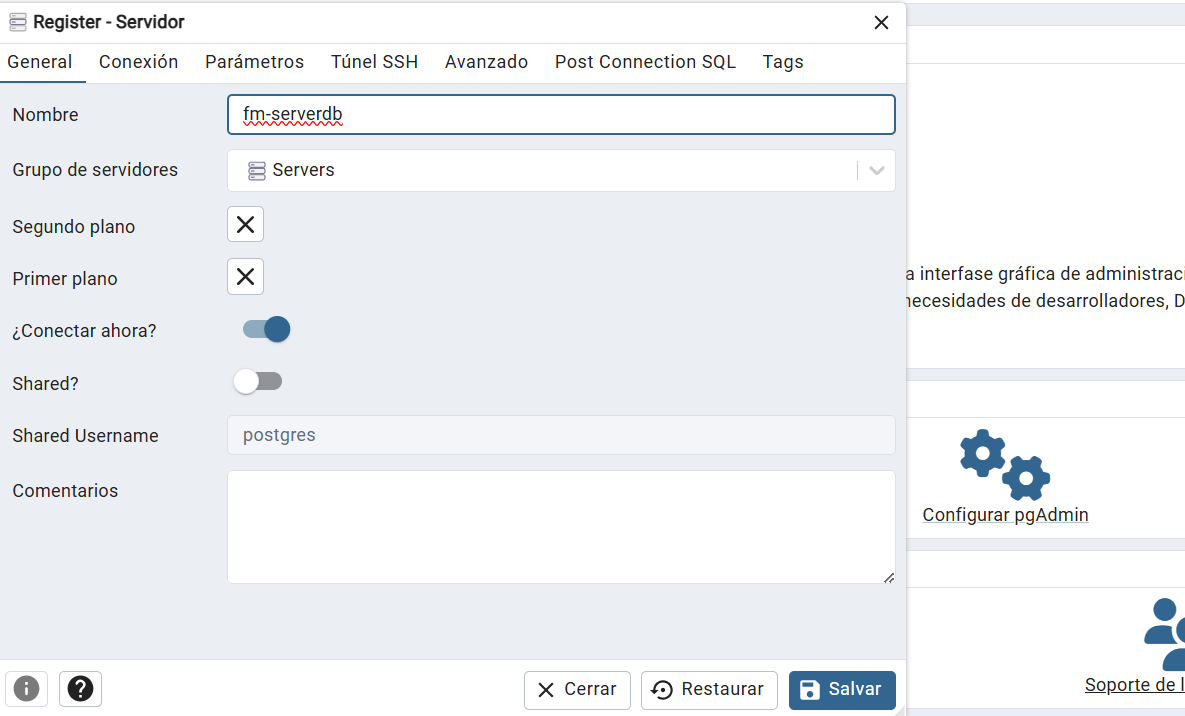 Register - Servidor
General Conexión Parámetros Túnel SSH Avanzado Post Connection SQL Tags
Nombre fm-serverdb
Grupo de servidores Servers
Segundo plano
Primer plano
¿Conectar ahora?
Shared?
Shared Username postgres
Comentarios
Cerrar Restaurar Salvar
a interfase gráfica de
necesidades de desarrolladores,
Configurar pgAdmin
Soporte de